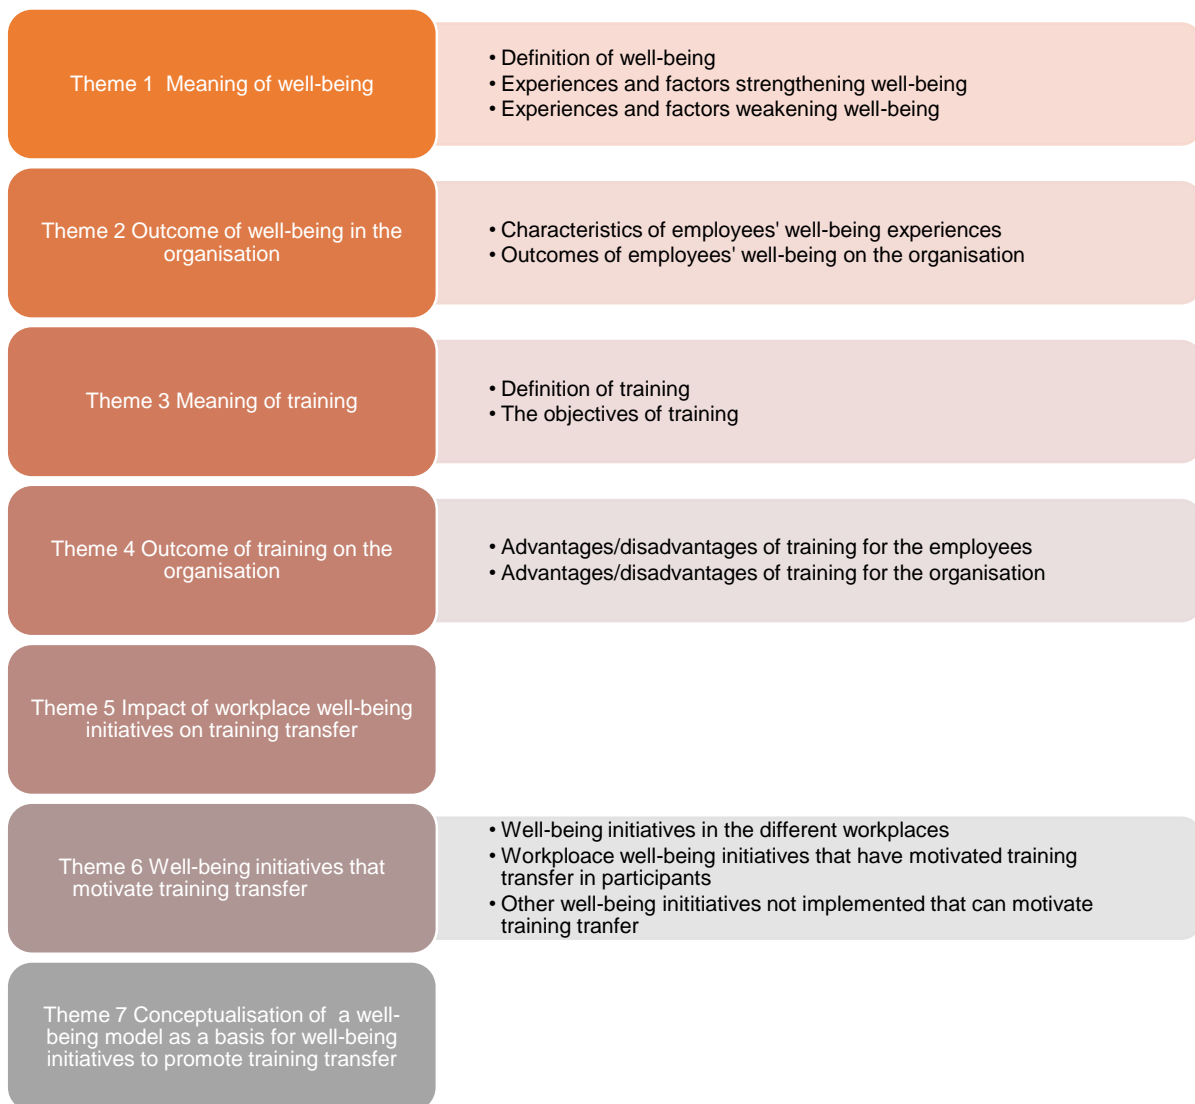 Theme 1  Meaning of well-being
• Definition of well-being
• Experiences and factors strengthening well-being
• Experiences and factors weakening well-being
Theme 2 Outcome of well-being in the
organisation
• Characteristics of employees' well-being experiences
• Outcomes of employees' well-being on the organisation
Theme 3 Meaning of training
• Definition of training
• The objectives of training
Theme 4 Outcome of training on the
organisation
• Advantages/disadvantages of training for the employees
• Advantages/disadvantages of training for the organisation
Theme 5 Impact of workplace well-being
initiatives on training transfer
Theme 6 Well-being initiatives that
motivate training transfer
• Well-being initiatives in the different workplaces
• Workploace well-being initiatives that have motivated training
transfer in participants
• Other well-being inititiatives not implemented that can motivate
training tranfer
Theme 7 Conceptualisation of  a well-
being model as a basis for well-being
initiatives to promote training transfer